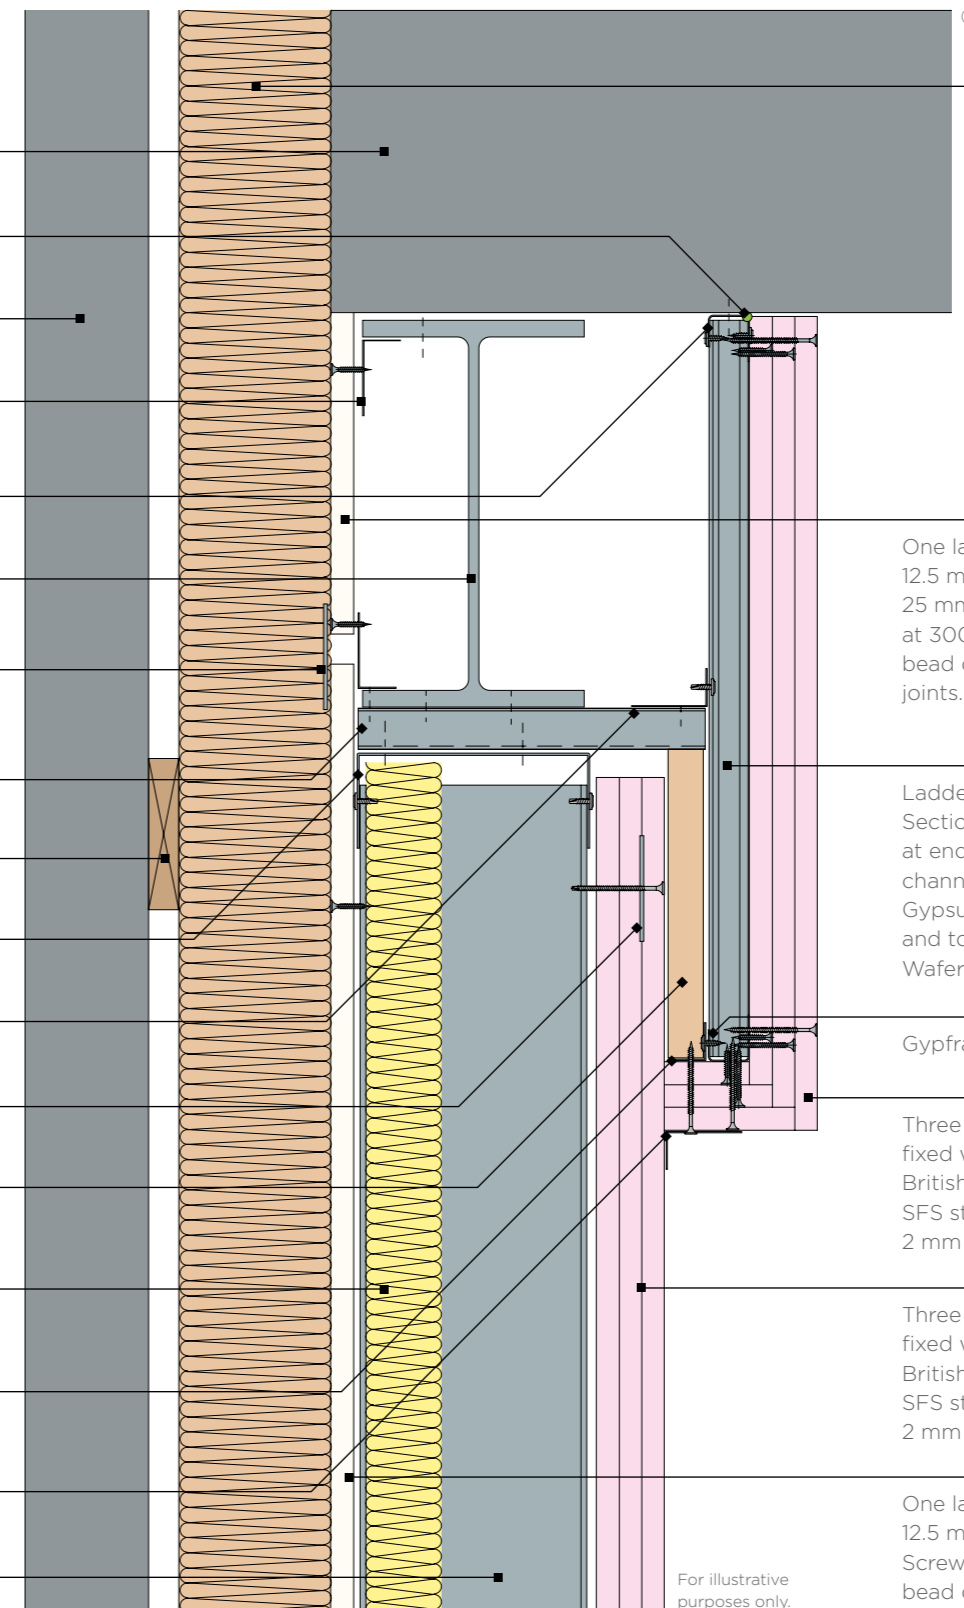 One la
12.5 m
25 mm
at 300
bead
joints.
Ladde
Sectio
at end
chann
Gypsu
and to
Wafer
Gypfra
Three
fixed
British
SFS st
2 mm
Three
fixed
British
SFS st
2 mm
One la
12.5 m
Screw
bead
For illustrative
purposes only.